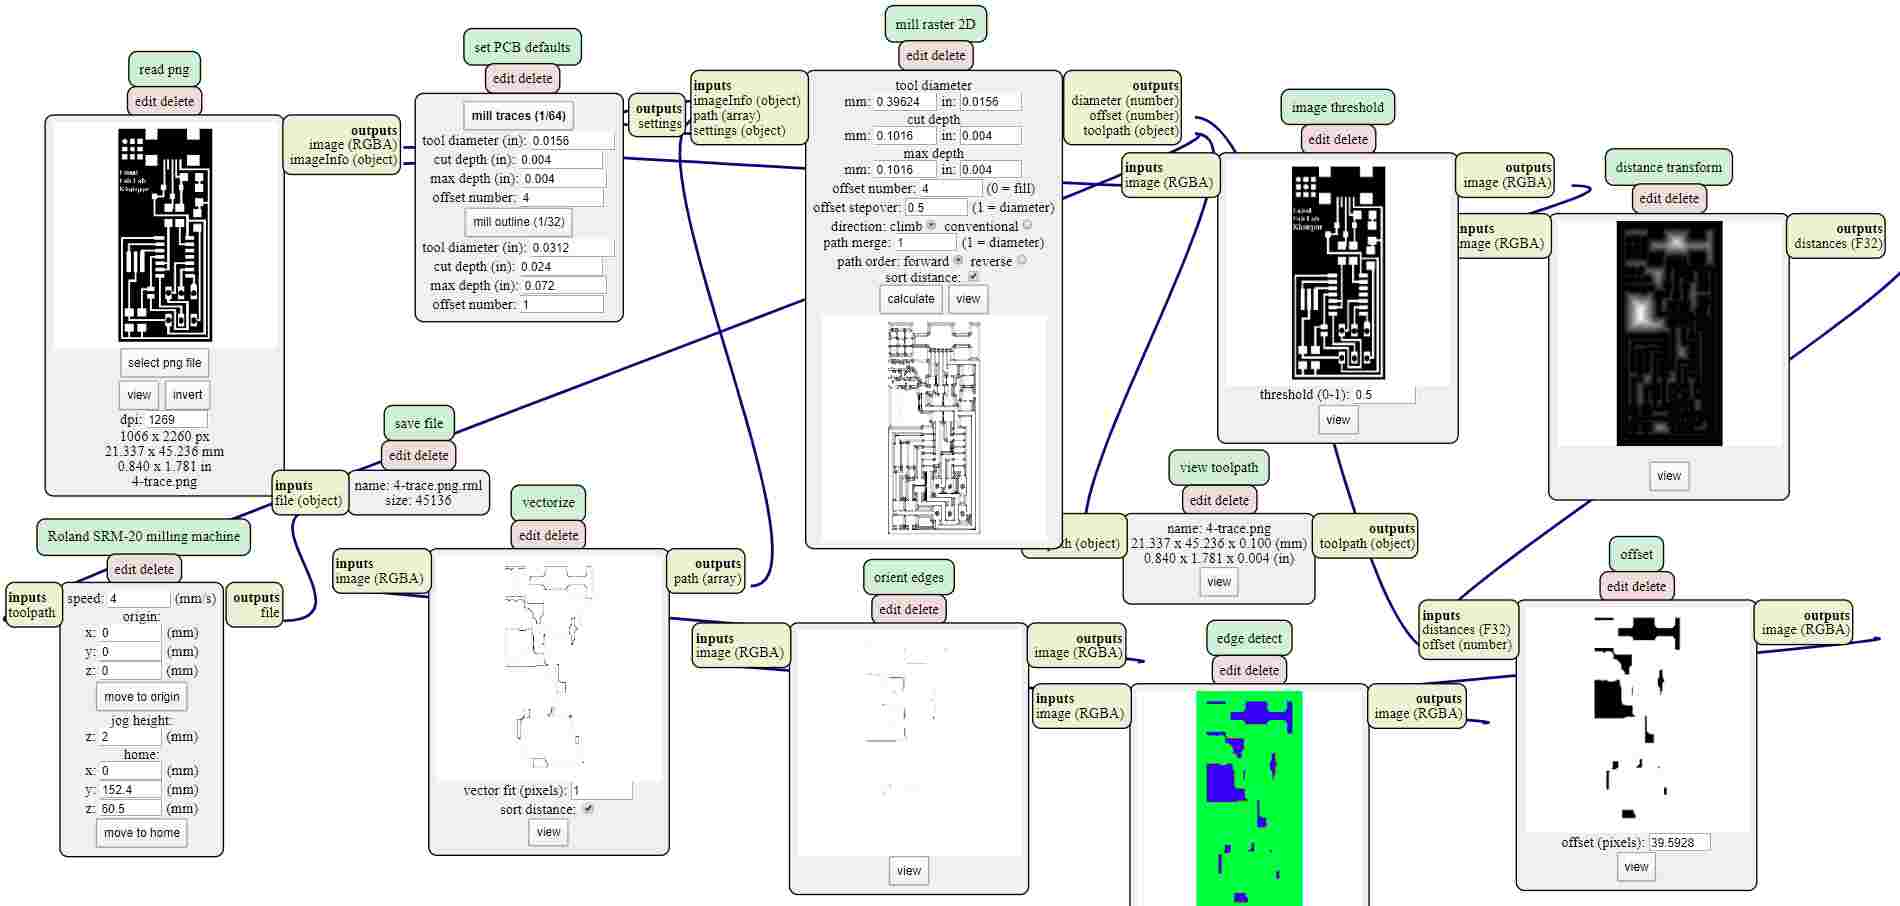 read png
edit delete
select png file
view invert
dpi: 1269
1066 x 2260 px
21.337 x 45.236 mm
0.840 x 1.781 in
4-trace.png
outputs
image (RGBA)
imageInfo (object)
set PCB defaults
edit delete
mill traces (1/64)
tool diameter (in): 0.0156
cut depth (in): 0.004
max depth (in): 0.004
offset number: 4
mill outline (1/32)
tool diameter (in): 0.0312
cut depth (in): 0.024
max depth (in): 0.072
offset number: 1
outputs
settings
mill raster 2D
edit delete
inputs
imageInfo (object)
path (array)
settings (object)
tool diameter
mm: 0.39624 in: 0.0156
cut depth
mm: 0.1016 in: 0.004
max depth
mm: 0.1016 in: 0.004
offset number: 4 (0 = fill)
offset stepover: 0.5 (1 = diameter)
direction: climb conventional
path merge: 1 (1 = diameter)
path order: forward reverse
sort distance:
calculate view
outputs
diameter (number)
offset (number)
toolpath (object)
image threshold
edit delete
inputs
image (RGBA)
Fab Lab
Khairpur
threshold (0-1): 0.5
view
outputs
image (RGBA)
distance transform
edit delete
inputs
image (RGBA)
view
outputs
distances (F32)
save file
edit delete
inputs
file (object)
name: 4-trace.png.rml
size: 45136
Roland SRM-20 milling machine
edit delete
inputs
toolpath
speed: 4 (mm/s)
origin:
x: 0 (mm)
y: 0 (mm)
z: 0 (mm)
move to origin
jog height:
z: 2 (mm)
home:
x: 0 (mm)
y: 152.4 (mm)
z: 60.5 (mm)
move to home
outputs
file
vectorize
edit delete
inputs
image (RGBA)
vector fit (pixels): 1
sort distance:
view
outputs
path (array)
orient edges
edit delete
inputs
image (RGBA)
view
outputs
image (RGBA)
view toolpath
edit delete
th (object)
name: 4-trace.png
21.337 x 45.236 x 0.100 (mm)
0.840 x 1.781 x 0.004 (in)
view
outputs
toolpath (object)
edge detect
edit delete
inputs
image (RGBA)
outputs
image (RGBA)
offset
edit delete
inputs
distances (F32)
offset (number)
offset (pixels): 39.5928
view
outputs
image (RGBA)